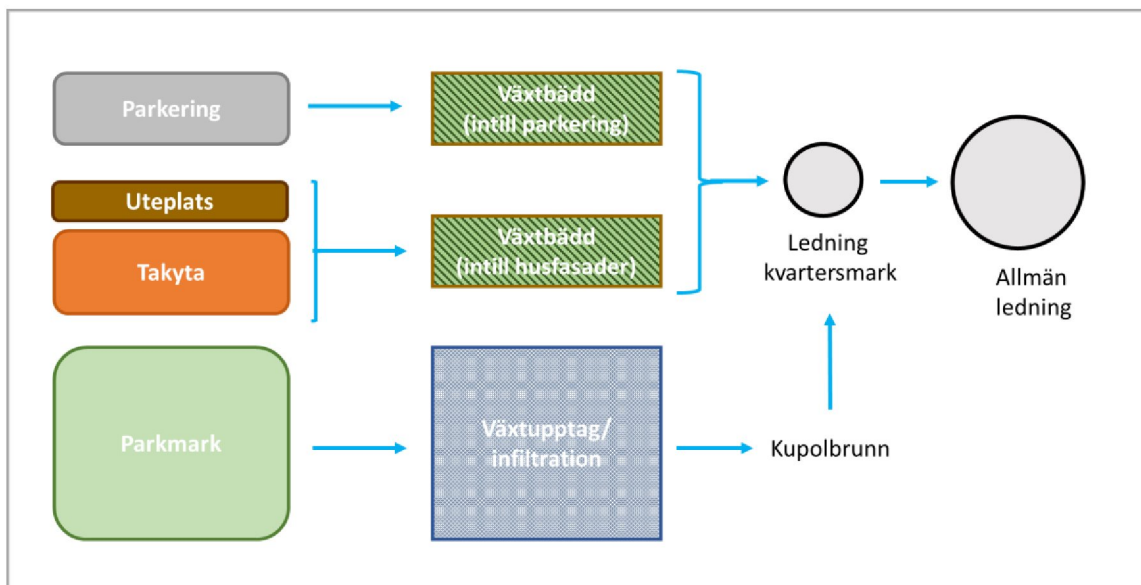 Parkering
Växtbädd
(intill parkering)
Uteplats
Takyta
Växtbädd
(intill husfasader)
Ledning
kvartersmark
Allmän
ledning
Parkmark
Växtupptag/
infiltration
Kupolbrunn